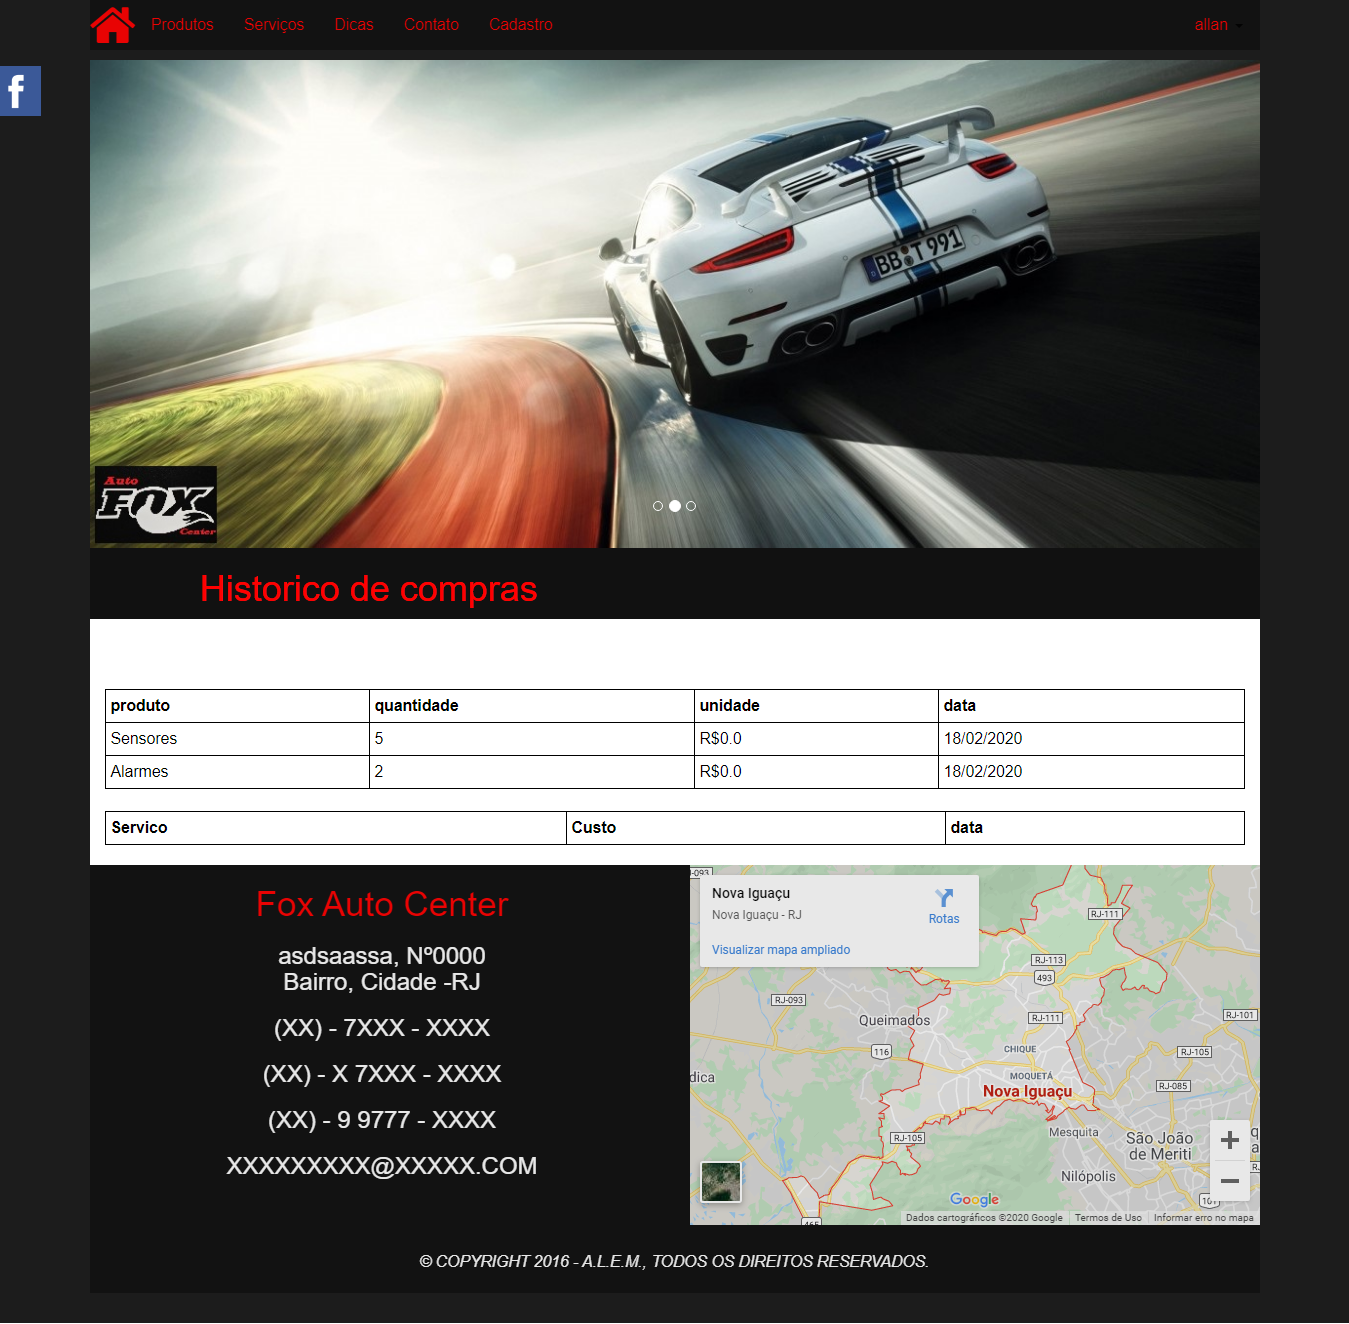 Produtos Serviços Dicas Contato Cadastro allan
f
BB T 991
Auto
FOX
Center
Historico de compras
produto quantidade unidade data
Sensores 5 R$0.0 18/02/2020
Alarmes 2 R$0.0 18/02/2020
Servico Custo data
Fox Auto Center
asdsaassa, Nº0000
Bairro, Cidade -RJ
(XX) - 7XXX - XXXX
(XX) - X 7XXX - XXXX
(XX) - 9 9777 - XXXX
XXXXXXXXX@XXXXX.COM
RJ-093
Nova Iguaçu
Nova Iguaçu - RJ
Rotas
Visualizar mapa ampliado
RJ-111
RJ-113
493
RJ-093
Queimados
RJ-111
RJ-101
116
CHIQUE
RJ-105
dica
MOQUETÁ
RJ-085
Nova Iguaçu
Mesquita
RJ-105
São João
de Meriti
Nilópolis
Google
465
Dados cartográficos ©2020 Google Termos de Uso Informar erro no mapa
© COPYRIGHT 2016 - A.L.E.M., TODOS OS DIREITOS RESERVADOS.